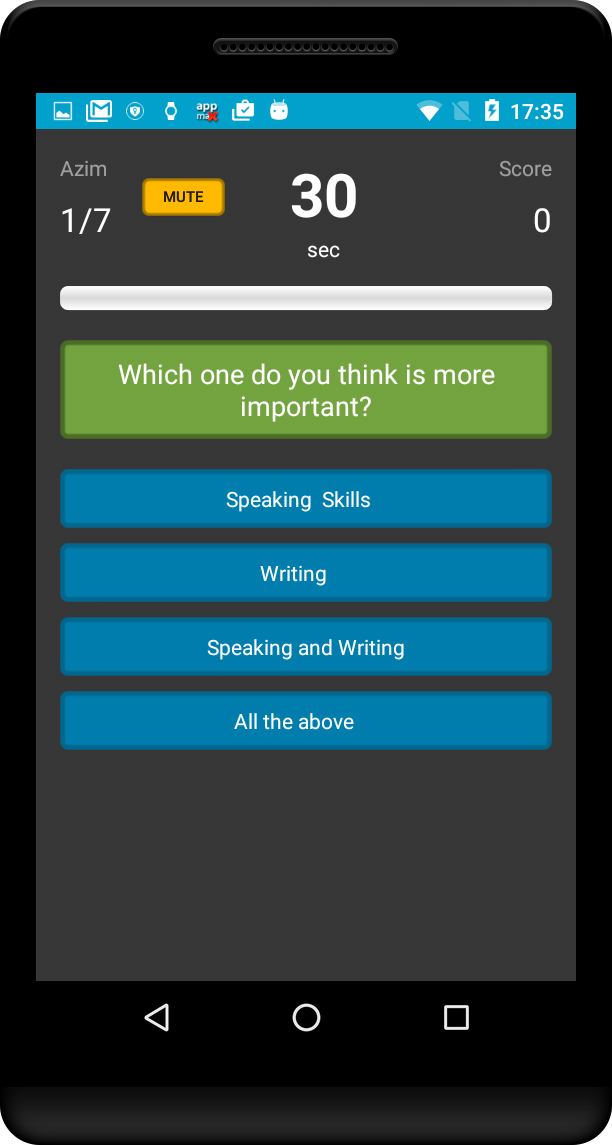 app
17:35
Azim
MUTE
30
Score
1/7
0
sec
Which one do you think is more
important?
Speaking  Skills
Writing
Speaking and Writing
All the above